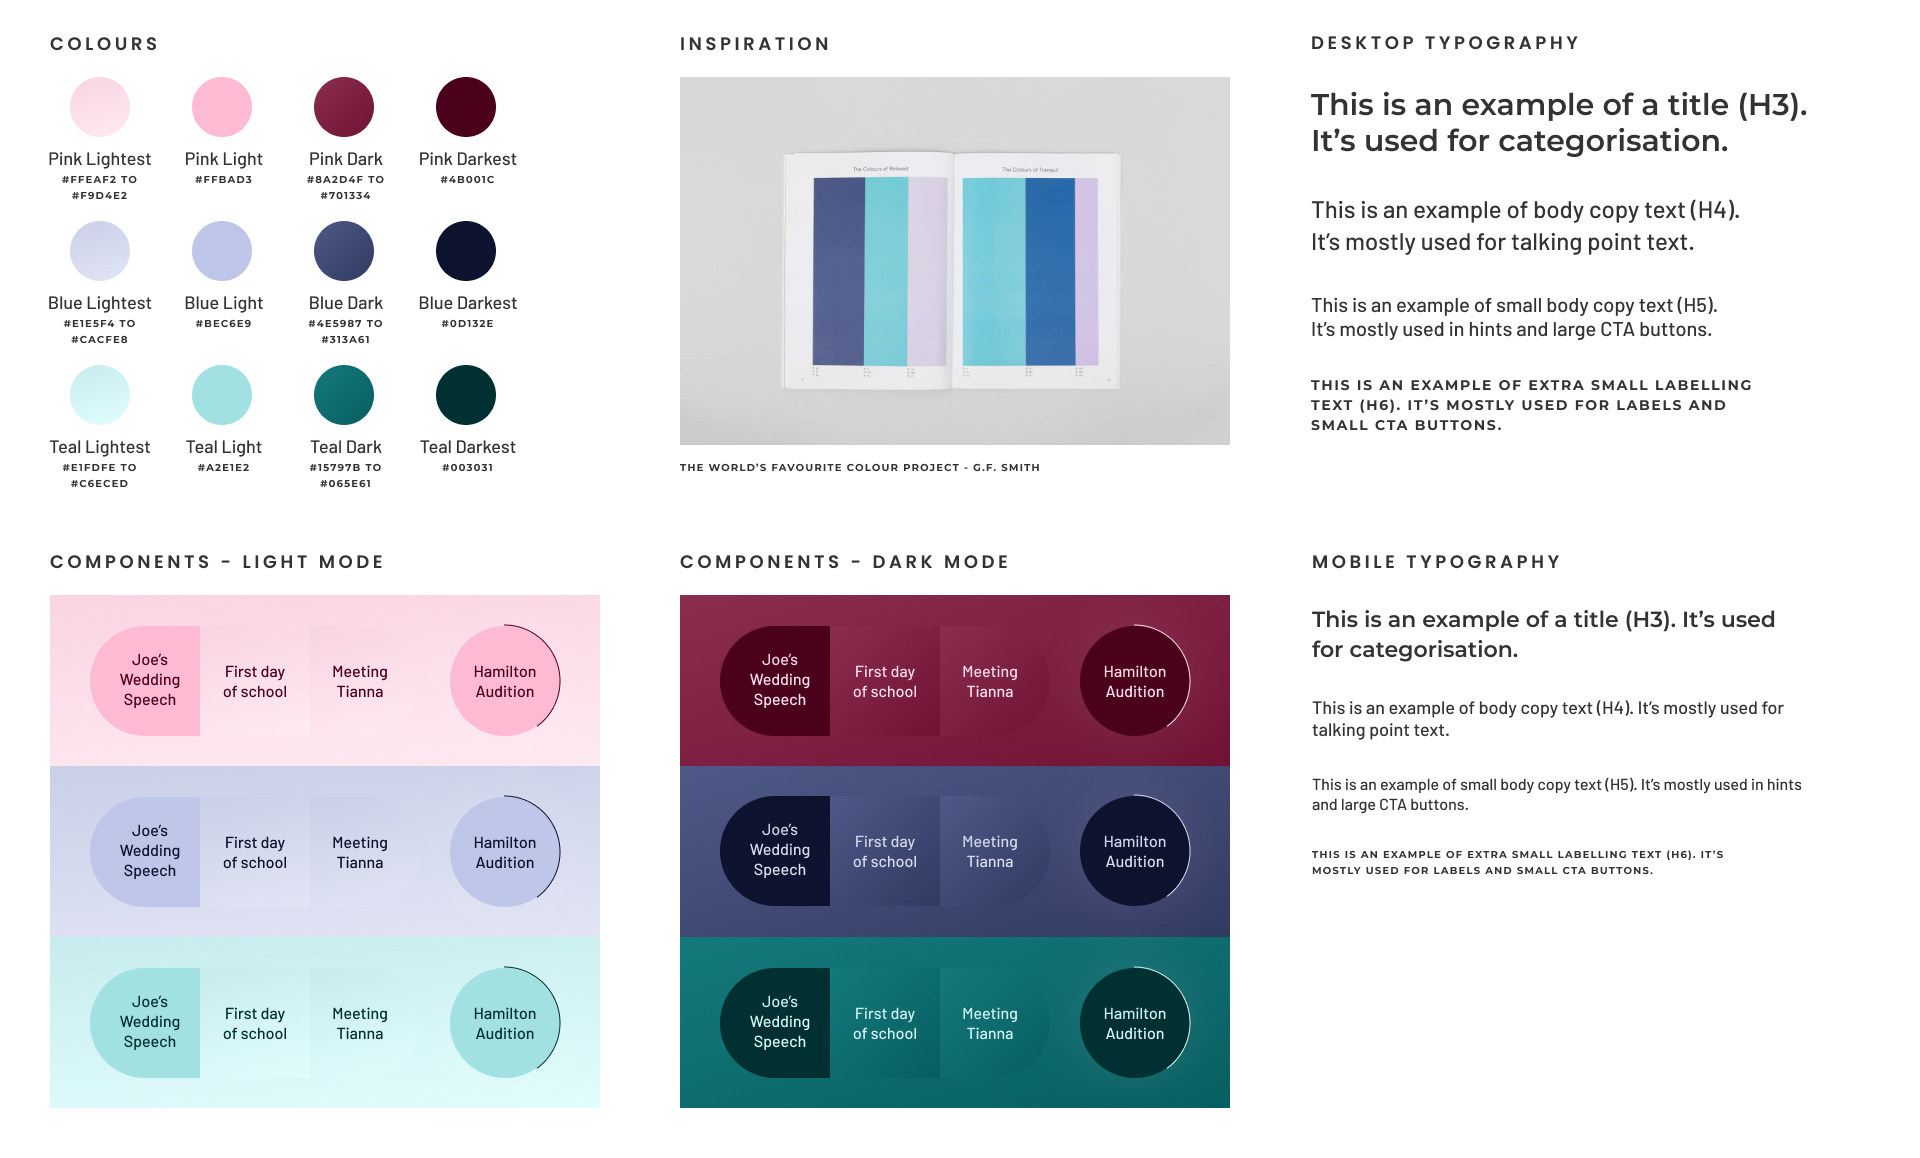 COLOURS
Pink Lightest
#FFEAF2 TO
#F9D4E2
Pink Light
#FFBAD3
Pink Dark
#8A2D4F TO
#701334
Pink Darkest
#4B001C
Blue Lightest
#E1E5F4 TO
#CACFE8
Blue Light
#BEC6E9
Blue Dark
#4E5987 TO
#313A61
Blue Darkest
#0D132E
Teal Lightest
#E1FDFE TO
#C6ECED
Teal Light
#A2E1E2
Teal Dark
#15797B TO
#065E61
Teal Darkest
#003031
INSPIRATION
The Colours of Relaxed
The Colours of Tranquil
THE WORLD'S FAVOURITE COLOUR PROJECT - G.F. SMITH
DESKTOP TYPOGRAPHY
This is an example of a title (H3).
It's used for categorisation.
This is an example of body copy text (H4).
It's mostly used for talking point text.
This is an example of small body copy text (H5).
It's mostly used in hints and large CTA buttons.
THIS IS AN EXAMPLE OF EXTRA SMALL LABELLING
TEXT (H6). IT'S MOSTLY USED FOR LABELS AND
SMALL CTA BUTTONS.
COMPONENTS - LIGHT MODE
Joe's
Wedding
Speech
First day
of school
Meeting
Tianna
Hamilton
Audition
Joe's
Wedding
Speech
First day
of school
Meeting
Tianna
Hamilton
Audition
Joe's
Wedding
Speech
First day
of school
Meeting
Tianna
Hamilton
Audition
COMPONENTS - DARK MODE
Joe's
Wedding
Speech
First day
of school
Meeting
Tianna
Hamilton
Audition
Joe's
Wedding
Speech
First day
of school
Meeting
Tianna
Hamilton
Audition
Joe's
Wedding
Speech
First day
of school
Meeting
Tianna
Hamilton
Audition
MOBILE TYPOGRAPHY
This is an example of a title (H3). It's used
for categorisation.
This is an example of body copy text (H4). It's mostly used for
talking point text.
This is an example of small body copy text (H5). It's mostly used in hints
and large CTA buttons.
THIS IS AN EXAMPLE OF EXTRA SMALL LABELLING TEXT (H6). IT'S
MOSTLY USED FOR LABELS AND SMALL CTA BUTTONS.